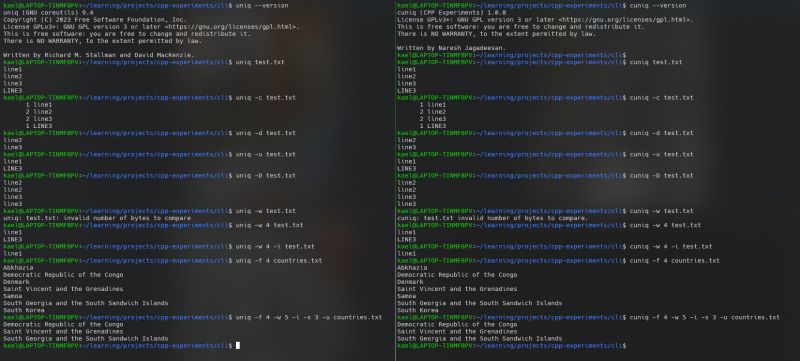 kael@LAPTOP-TINMF8PV:~/learning/projects/cpp-experiments/cli$ uniq --version
uniq (GNU coreutils) 9.4
Copyright (C) 2023 Free Software Foundation, Inc.
License GPLv3+: GNU GPL version 3 or later <https://gnu.org/licenses/gpl.html>.
This is free software: you are free to change and redistribute it.
There is NO WARRANTY, to the extent permitted by law.
Written by Richard M. Stallman and David MacKenzie.
kael@LAPTOP-TINMF8PV:~/learning/projects/cpp-experiments/cli$ uniq test.txt
line1
line2
line3
LINE3
kael@LAPTOP-TINMF8PV:~/learning/projects/cpp-experiments/cli$ uniq -c test.txt
1 line1
2 line2
2 line3
1 LINE3
kael@LAPTOP-TINMF8PV:~/learning/projects/cpp-experiments/cli$ uniq -d test.txt
line2
line3
kael@LAPTOP-TINMF8PV:~/learning/projects/cpp-experiments/cli$ uniq -u test.txt
line1
LINE3
kael@LAPTOP-TINMF8PV:~/learning/projects/cpp-experiments/cli$ uniq -D test.txt
line2
line2
line3
line3
kael@LAPTOP-TINMF8PV:~/learning/projects/cpp-experiments/cli$ uniq -w test.txt
uniq: test.txt: invalid number of bytes to compare
kael@LAPTOP-TINMF8PV:~/learning/projects/cpp-experiments/cli$ uniq -w 4 test.txt
line1
LINE3
kael@LAPTOP-TINMF8PV:~/learning/projects/cpp-experiments/cli$ uniq -w 4 -i test.txt
line1
kael@LAPTOP-TINMF8PV:~/learning/projects/cpp-experiments/cli$ uniq -f 4 countries.txt
Abkhazia
Democratic Republic of the Congo
Denmark
Saint Vincent and the Grenadines
Samoa
South Georgia and the South Sandwich Islands
South Korea
kael@LAPTOP-TINMF8PV:~/learning/projects/cpp-experiments/cli$ uniq -f 4 -w 5 -i -s 3 -u countries.txt
Democratic Republic of the Congo
Saint Vincent and the Grenadines
South Georgia and the South Sandwich Islands
kael@LAPTOP-TINMF8PV:~/learning/projects/cpp-experiments/cli$
kael@LAPTOP-TINMF8PV:~/learning/projects/cpp-experiments/cli$ cuniq --version
cuniq (CPP Experiments) 1.0.0
License GPLv3+: GNU GPL version 3 or later <https://gnu.org/licenses/gpl.html>.
This is free software: you are free to change and redistribute it.
There is NO WARRANTY, to the extent permitted by law.
Written by Naresh Jagadeesan.
kael@LAPTOP-TINMF8PV:~/learning/projects/cpp-experiments/cli$
kael@LAPTOP-TINMF8PV:~/learning/projects/cpp-experiments/cli$ cuniq test.txt
line1
line2
line3
LINE3
kael@LAPTOP-TINMF8PV:~/learning/projects/cpp-experiments/cli$ cuniq -c test.txt
1 line1
2 line2
2 line3
1 LINE3
kael@LAPTOP-TINMF8PV:~/learning/projects/cpp-experiments/cli$ cuniq -d test.txt
line2
line3
kael@LAPTOP-TINMF8PV:~/learning/projects/cpp-experiments/cli$ cuniq -u test.txt
line1
LINE3
kael@LAPTOP-TINMF8PV:~/learning/projects/cpp-experiments/cli$ cuniq -D test.txt
line2
line2
line3
line3
kael@LAPTOP-TINMF8PV:~/learning/projects/cpp-experiments/cli$ cuniq -w test.txt
cuniq: test.txt invalid number of bytes to compare.
kael@LAPTOP-TINMF8PV:~/learning/projects/cpp-experiments/cli$ cuniq -w 4 test.txt
line1
LINE3
kael@LAPTOP-TINMF8PV:~/learning/projects/cpp-experiments/cli$ cuniq -w 4 -i test.txt
line1
kael@LAPTOP-TINMF8PV:~/learning/projects/cpp-experiments/cli$ cuniq -f 4 countries.txt
Abkhazia
Democratic Republic of the Congo
Denmark
Saint Vincent and the Grenadines
Samoa
South Georgia and the South Sandwich Islands
South Korea
kael@LAPTOP-TINMF8PV:~/learning/projects/cpp-experiments/cli$ cuniq -f 4 -w 5 -i -s 3 -u countries.txt
Democratic Republic of the Congo
Saint Vincent and the Grenadines
South Georgia and the South Sandwich Islands
kael@LAPTOP-TINMF8PV:~/learning/projects/cpp-experiments/cli$